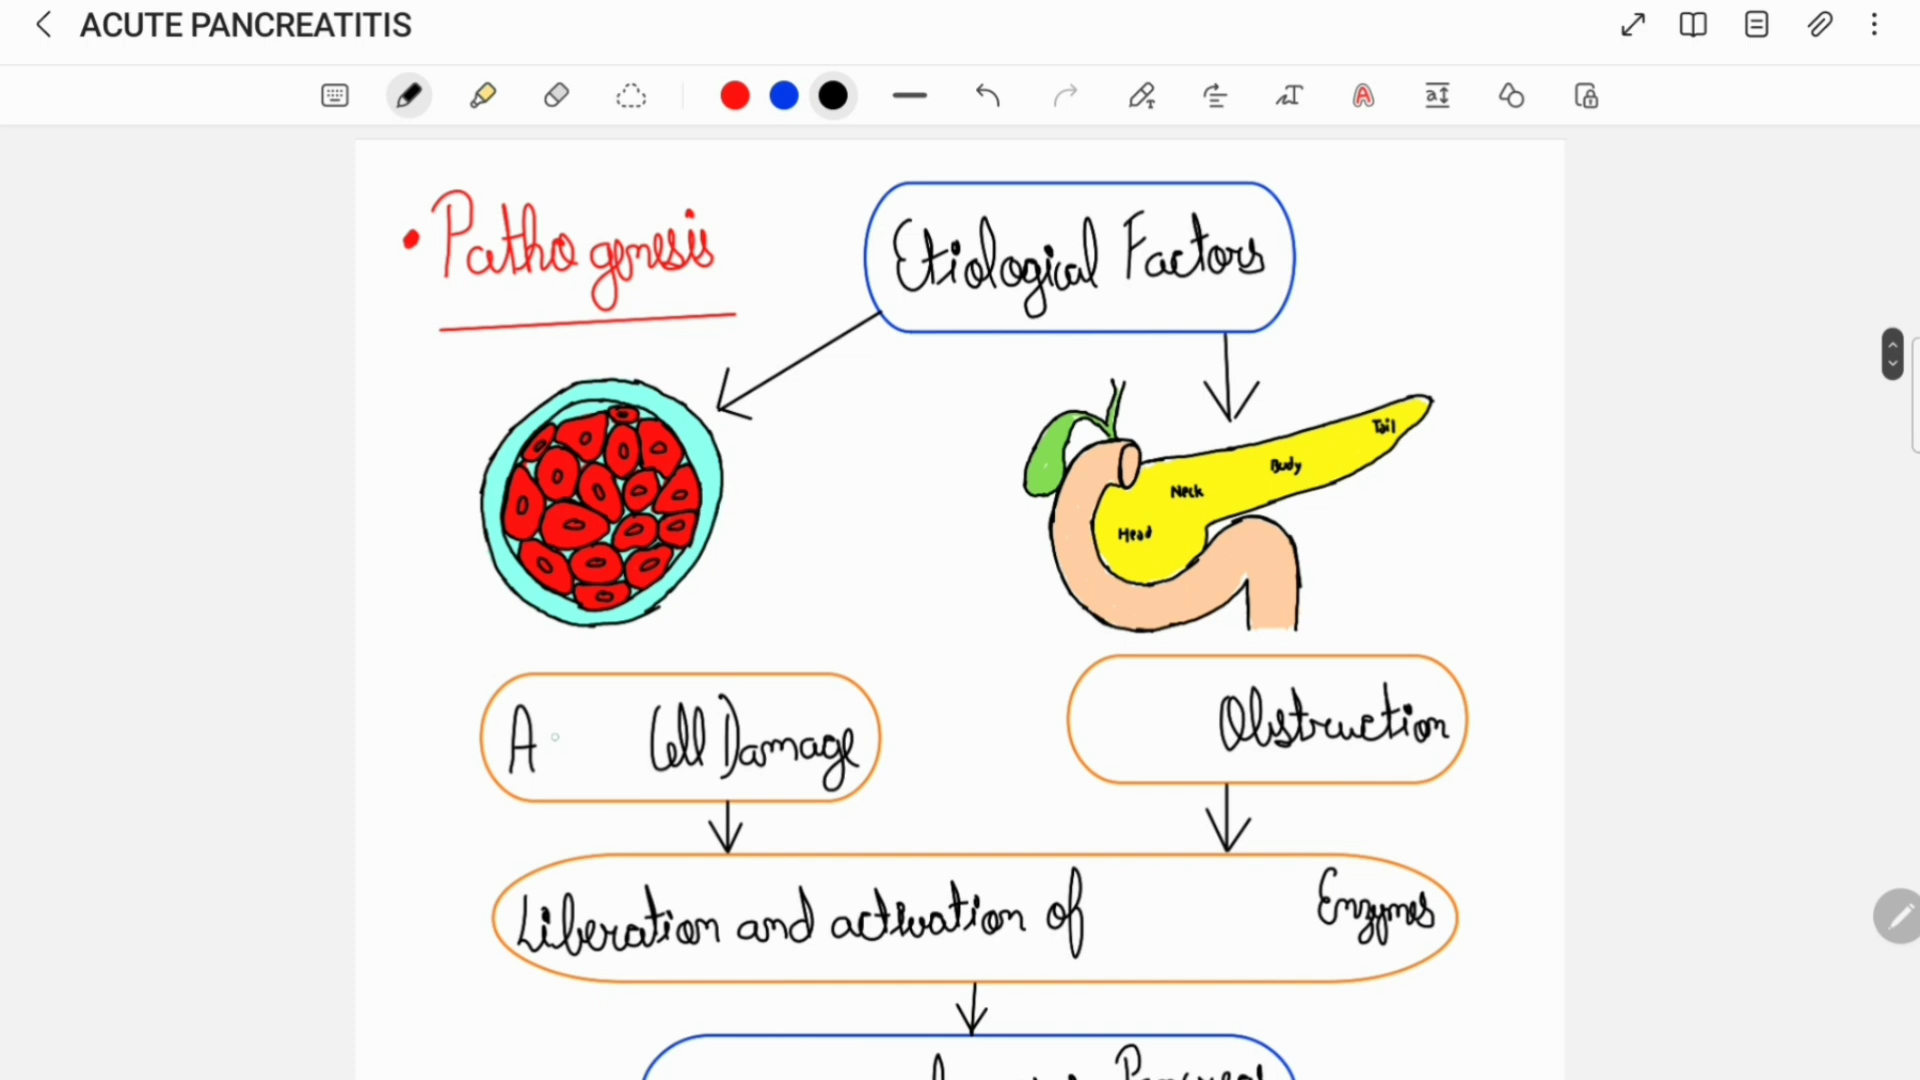 ACUTE PANCREATITIS
• Pathogenesis
Etiological Factors
Tail
Body
Neck
Head
A Cell Damage
Obstruction
Liberation and activation of Enzymes